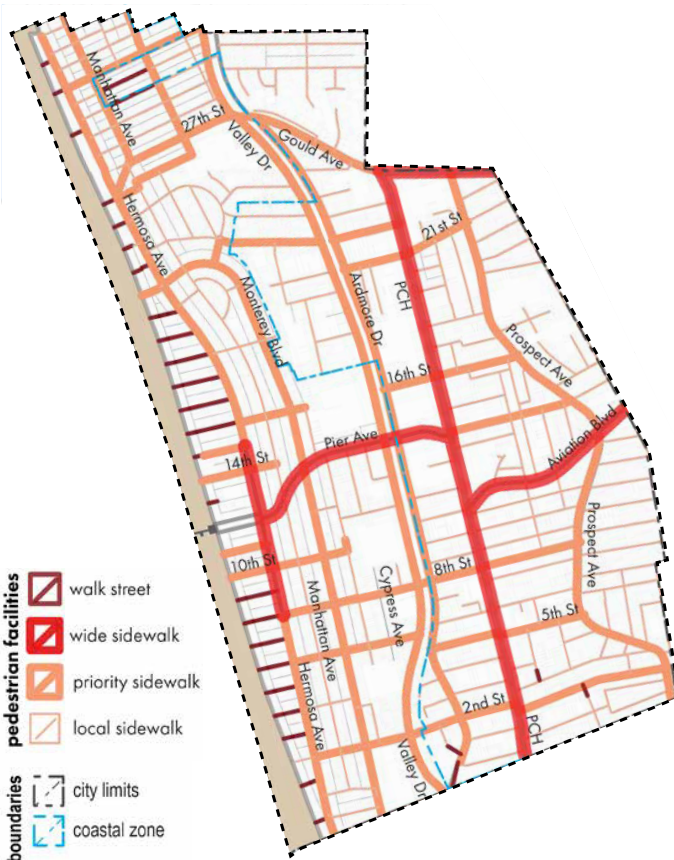 Manhattan Ave
27th St
Valley Dr
Gould Ave
Hermosa Ave
21st St
PCH
Monterey Blvd
Ardmore Dr
Prospect Ave
16th St
Pier Ave
Aviation Blvd
14th St
Prospect Ave
10th St
8th St
Cypress Ave
Manhattan Ave
5th St
Hermosa Ave
2nd St
PCH
Valley Dr
pedestrian facilities
walk street
wide sidewalk
priority sidewalk
local sidewalk
boundaries
city limits
coastal zone